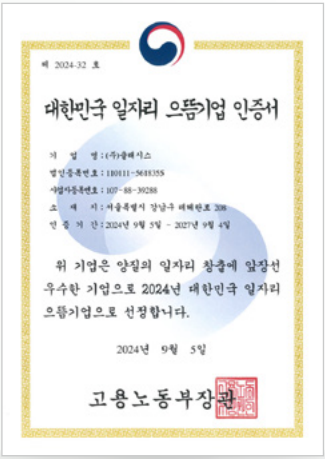 제 2024-32 호
대한민국 일자리 으뜸기업 인증서
기 업 명 : (주)클래시스
법인등록번호 : 110111-5618355
사업자등록번호 : 107-88-39288
소 재 지 : 서울특별시 강남구 테헤란로 208
인 증 기 간 : 2024년 9월 5일 - 2027년 9월 4일
위 기업은 양질의 일자리 창출에 앞장선
우수한 기업으로 2024년 대한민국 일자리
으뜸기업으로 선정합니다.
2024년 9월 5일
고용노동부장관